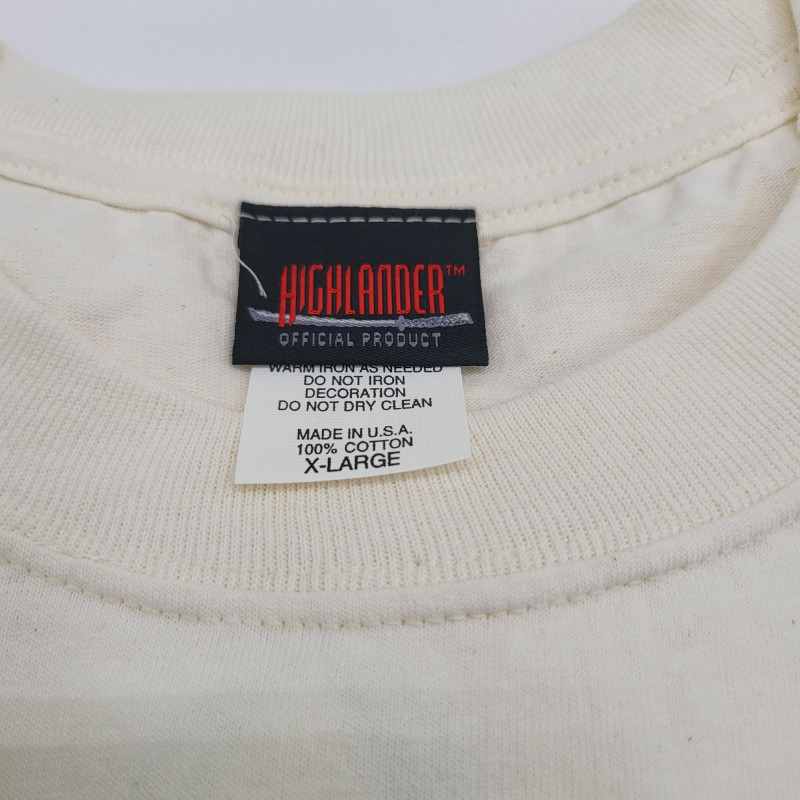 HIGHLANDER™
OFFICIAL PRODUCT
WARM IRON AS NEEDED
DO NOT IRON
DECORATION
DO NOT DRY CLEAN
MADE IN U.S.A.
100% COTTON
X-LARGE